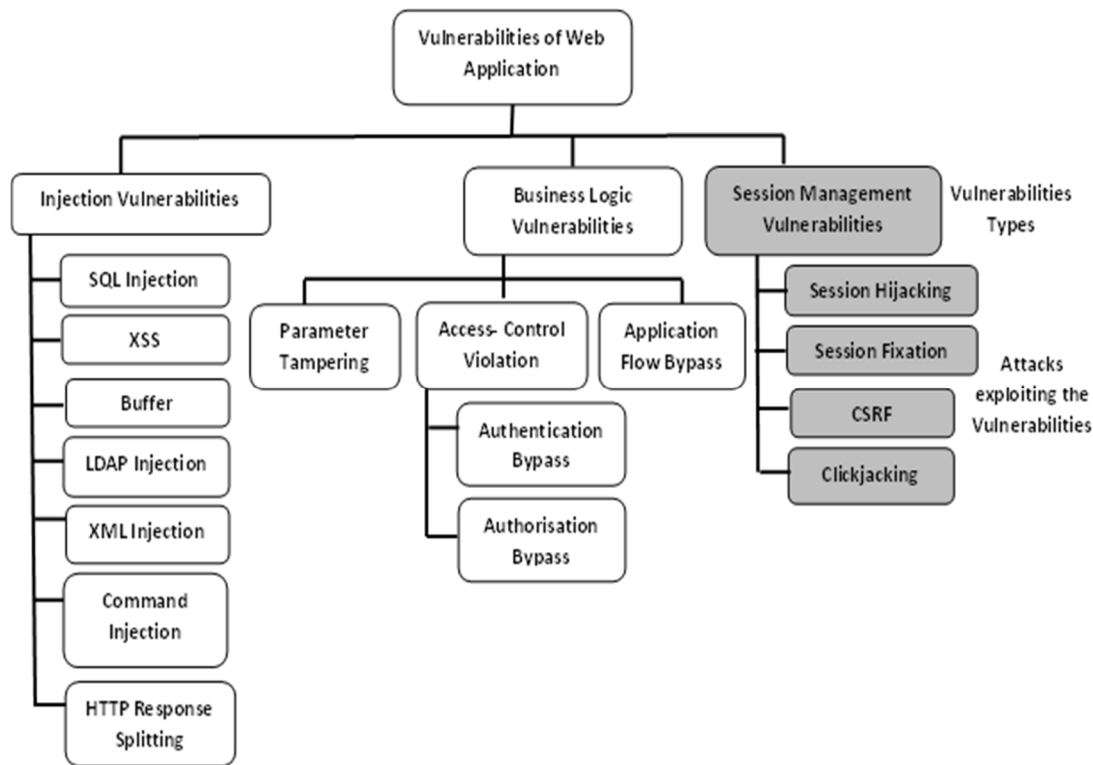 Vulnerabilities of Web
Application
Injection Vulnerabilities
Business Logic
Vulnerabilities
Session Management
Vulnerabilities
Vulnerabilities
Types
SQL Injection
XSS
Buffer
LDAP Injection
XML Injection
Command
Injection
HTTP Response
Splitting
Parameter
Tampering
Access- Control
Violation
Application
Flow Bypass
Authentication
Bypass
Authorisation
Bypass
Session Hijacking
Session Fixation
CSRF
Clickjacking
Attacks
exploiting the
Vulnerabilities